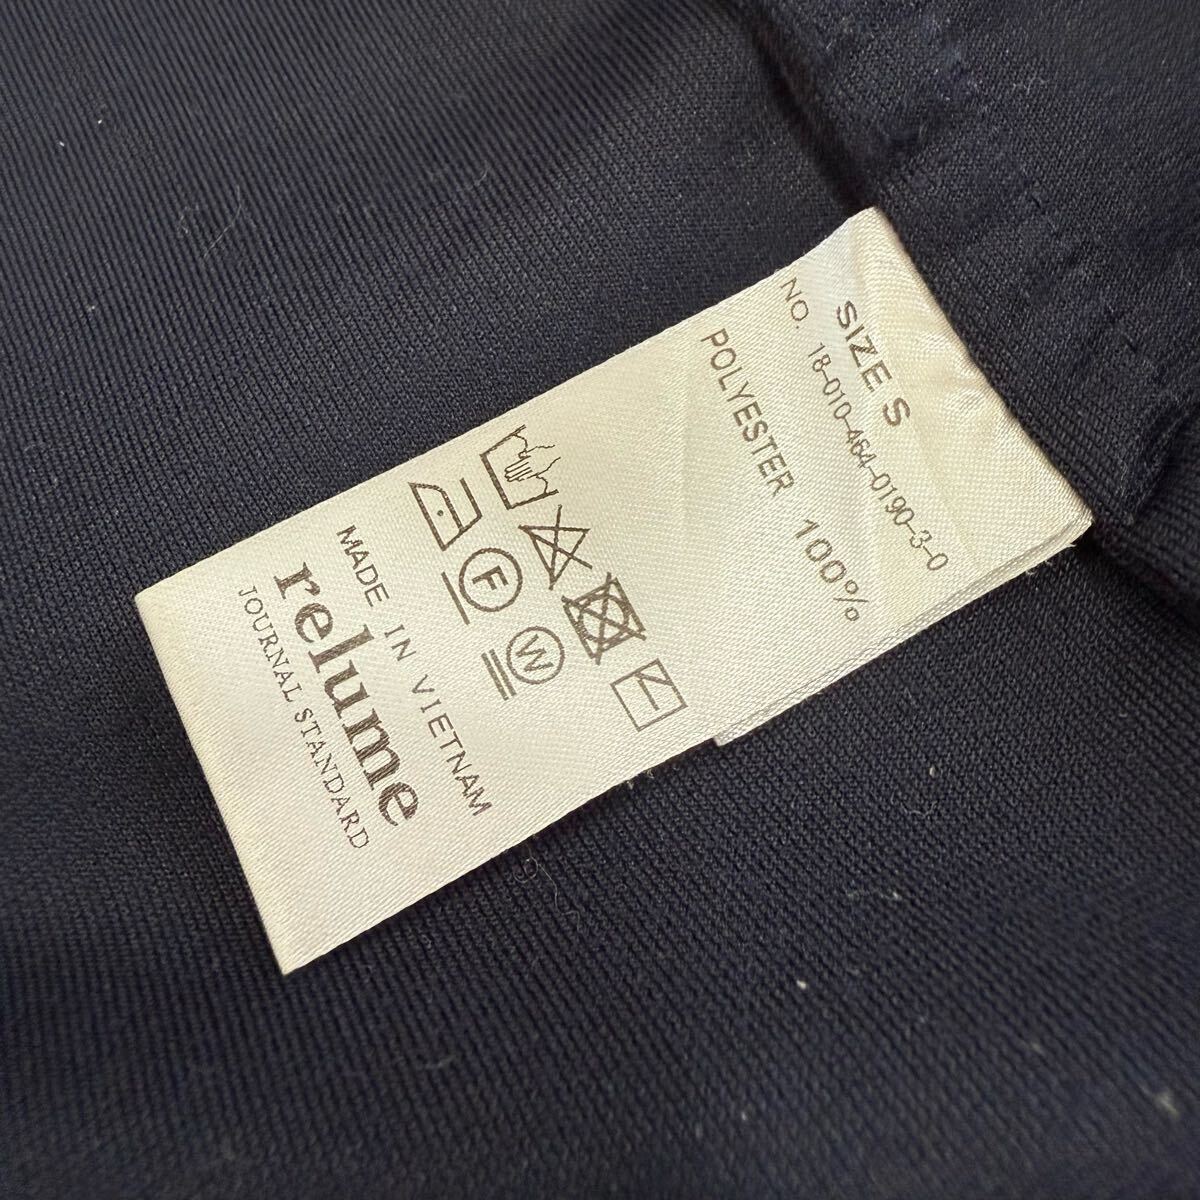 SIZE S
NO. 18-010-464-0190-3-0
POLYESTER 100%
F
W
MADE IN VIETNAM
relume
JOURNAL STANDARD